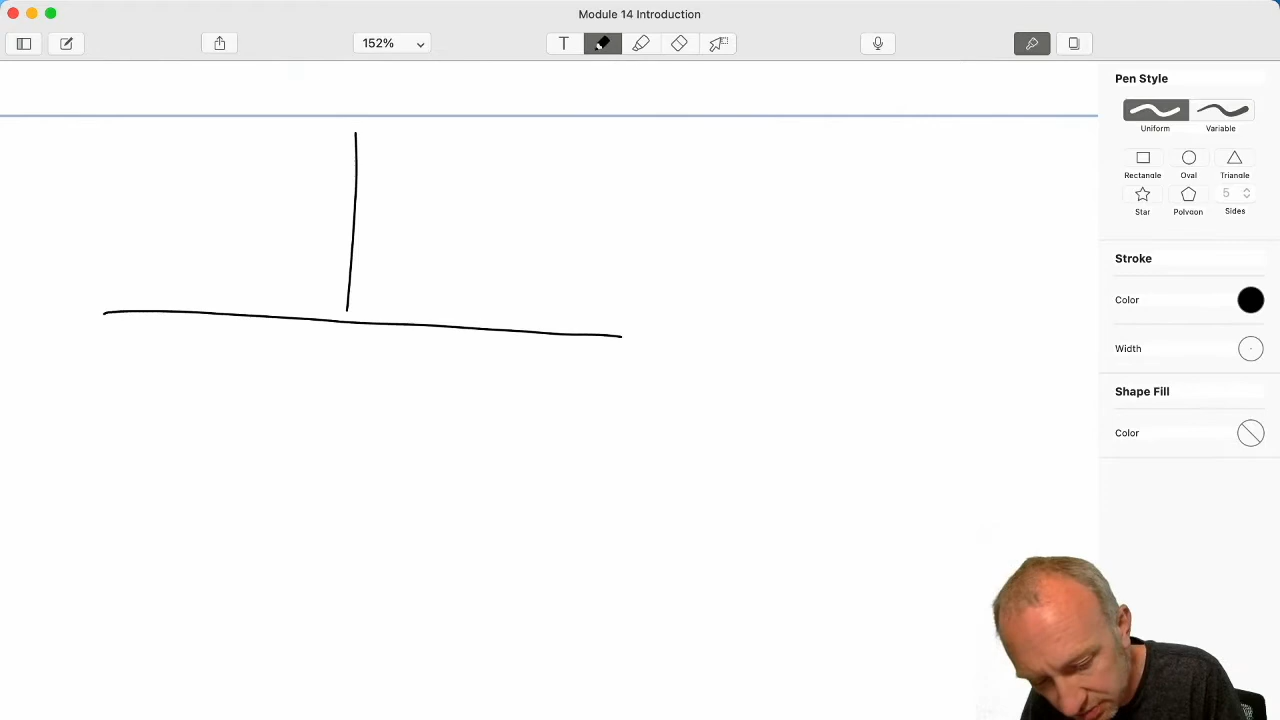 Module 14 Introduction
152%
T
Pen Style
Uniform
Variable
Rectangle
Oval
Triangle
5
Star
Polygon
Sides
Stroke
Color
Width
Shape Fill
Color